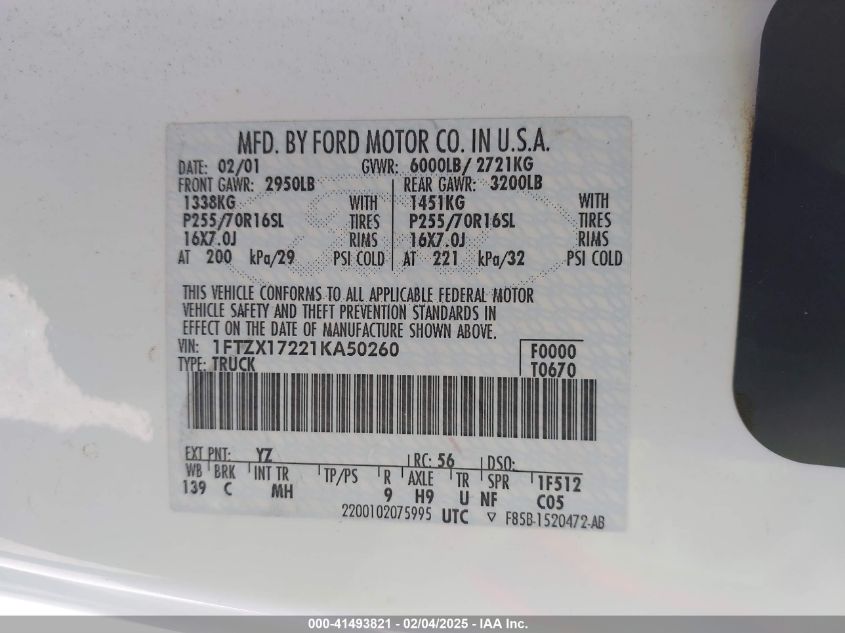 MFD. BY FORD MOTOR CO. IN U.S.A.
DATE: 02/01 GVWR: 6000LB/ 2721KG
FRONT GAWR: 2950LB REAR GAWR: 3200LB
1338KG WITH 1451KG WITH
P255/70R16SL TIRES P255/70R16SL TIRES
16X7.0J RIMS 16X7.0J RIMS
AT 200 kPa/29 PSI COLD AT 221 kPa/32 PSI COLD
THIS VEHICLE CONFORMS TO ALL APPLICABLE FEDERAL MOTOR
VEHICLE SAFETY AND THEFT PREVENTION STANDARDS IN
EFFECT ON THE DATE OF MANUFACTURE SHOWN ABOVE.
VIN: 1FTZX17221KA50260 F0000
TYPE: TRUCK T0670
EXT PNT: YZ RC: 56 DSO:
WB BRK INT TR TP/PS R AXLE TR SPR 1F512
139 C MH 9 H9 U NF C05
2200102075995 UTC ▽ F85B-1520472-AB
000-41493821 - 02/04/2025 - IAA Inc.